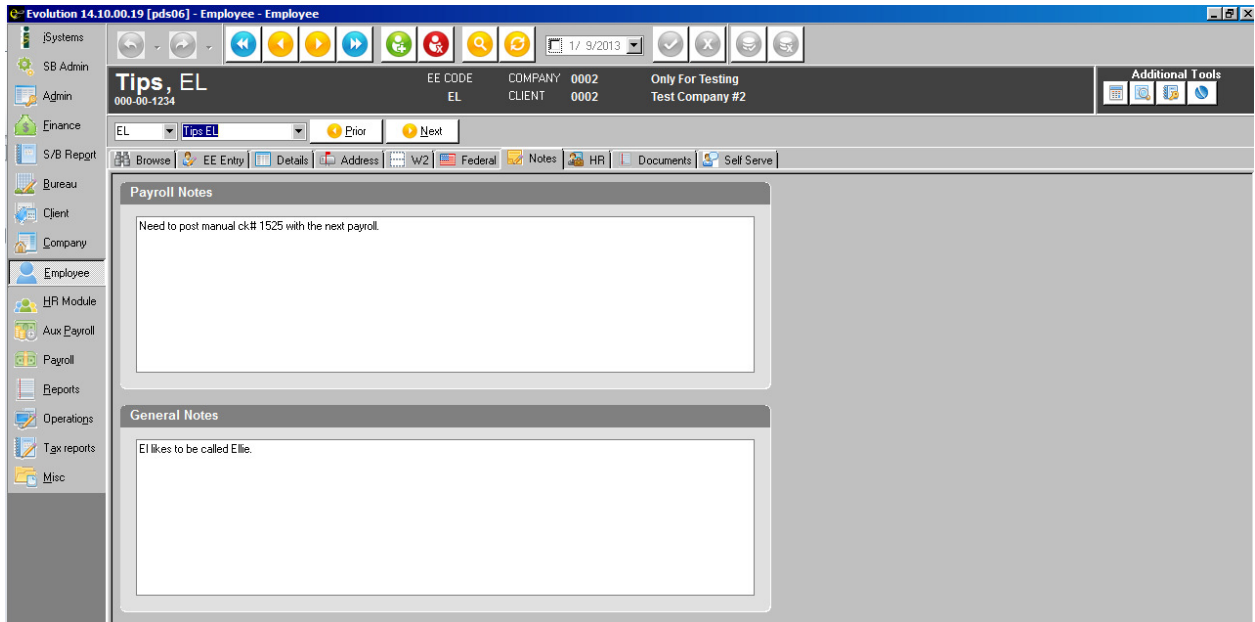 Evolution 14.10.00.19 [pds06] - Employee - Employee
iSystems
SB Admin
Admin
Finance
S/B Report
Bureau
Client
Company
Employee
HR Module
Aux Payroll
Payroll
Reports
Operations
Tax reports
Misc
1/ 9/2013
Tips, EL
000-00-1234
EE CODE COMPANY 0002 Only For Testing
EL CLIENT 0002 Test Company #2
Additional Tools
EL Tips EL Prior Next
Browse EE Entry Details Address W2 Federal Notes HR Documents Self Serve
Payroll Notes
Need to post manual ck# 1525 with the next payroll.
General Notes
El likes to be called Ellie.